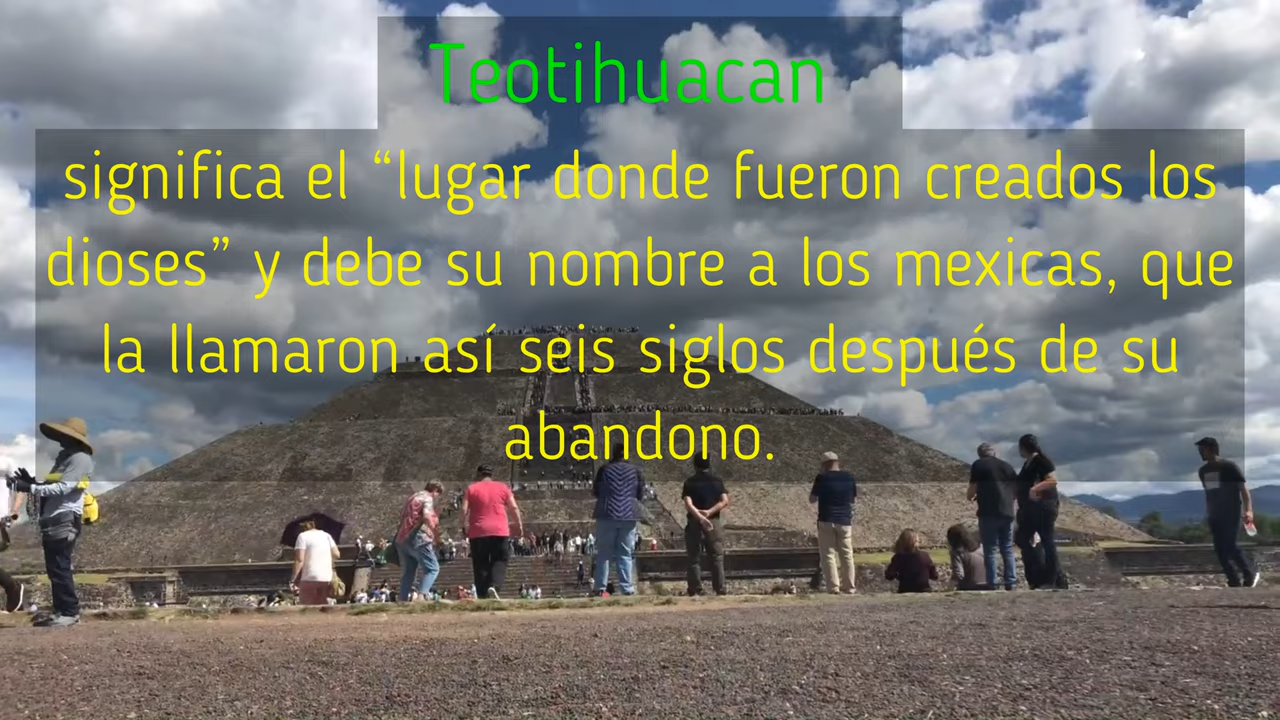 Teotihuacan
significa el “lugar donde fueron creados los
dioses” y debe su nombre a los mexicas, que
la llamaron así seis siglos después de su
abandono.